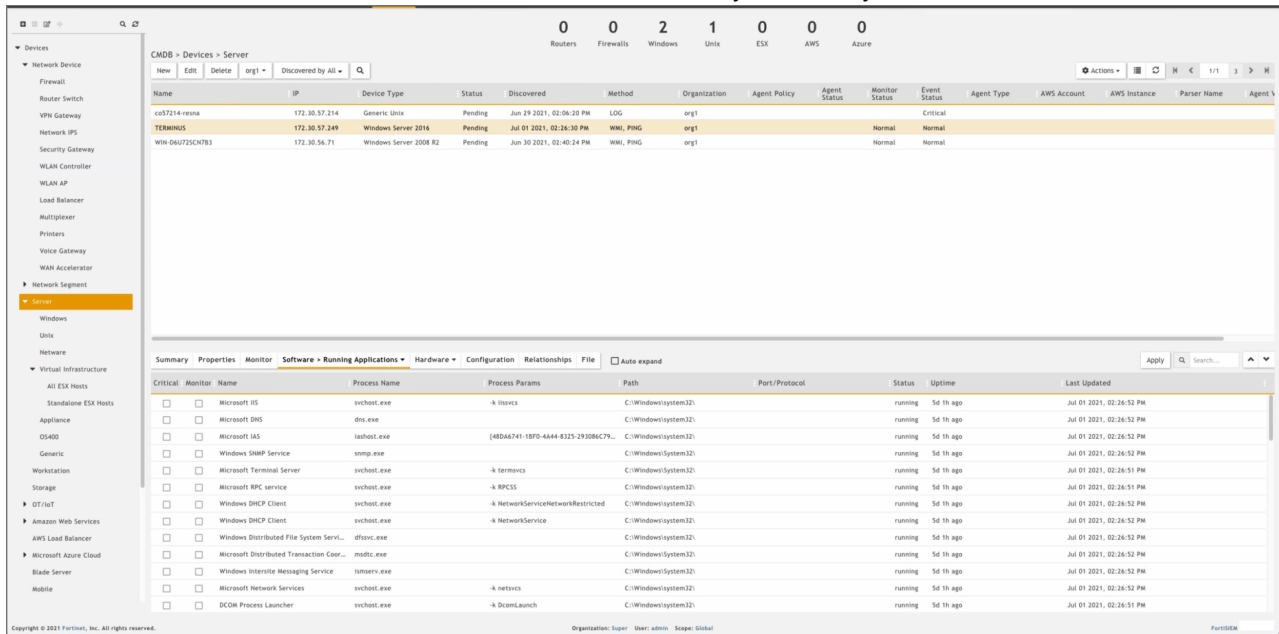 0 0 2 1 0 0 0
Routers Firewalls Windows Unix ESX AWS Azure
Devices
Network Device
Firewall
Router Switch
VPN Gateway
Network IPS
Security Gateway
WLAN Controller
WLAN AP
Load Balancer
Multiplexer
Printers
Voice Gateway
WAN Accelerator
Network Segment
Server
Windows
Unix
Netware
Virtual Infrastructure
All ESX Hosts
Standalone ESX Hosts
Appliance
OS400
Generic
Workstation
Storage
OT/IoT
Amazon Web Services
AWS Load Balancer
Microsoft Azure Cloud
Blade Server
Mobile
CMDB > Devices > Server
New Edit Delete org1 Discovered by All Actions 1/1 3
Name IP Device Type Status Discovered Method Organization Agent Policy Agent Status Monitor Status Event Status Agent Type AWS Account AWS Instance Parser Name Agent V
co57214-resna 172.30.57.214 Generic Unix Pending Jun 29 2021, 02:06:20 PM LOG org1 Critical
TERMINUS 172.30.57.249 Windows Server 2016 Pending Jul 01 2021, 02:26:30 PM WMI, PING org1 Normal Normal
WIN-D6U72SCN7B3 172.30.56.71 Windows Server 2008 R2 Pending Jun 30 2021, 02:40:24 PM WMI, PING org1 Normal Normal
Summary Properties Monitor Software > Running Applications Hardware Configuration Relationships File Auto expand Apply Search...
Critical Monitor Name Process Name Process Params Path Port/Protocol Status Uptime Last Updated
Microsoft IIS svchost.exe -k iissvcs C:\Windows\system32\ running 5d 1h ago Jul 01 2021, 02:26:52 PM
Microsoft DNS dns.exe C:\Windows\system32\ running 5d 1h ago Jul 01 2021, 02:26:52 PM
Microsoft IAS iashost.exe {48DA6741-1BF0-4A44-8325-293086C79... C:\Windows\system32\ running 5d 1h ago Jul 01 2021, 02:26:52 PM
Windows SNMP Service snmp.exe C:\Windows\System32\ running 5d 1h ago Jul 01 2021, 02:26:52 PM
Microsoft Terminal Server svchost.exe -k termsvcs C:\Windows\System32\ running 5d 1h ago Jul 01 2021, 02:26:51 PM
Microsoft RPC service svchost.exe -k RPCSS C:\Windows\system32\ running 5d 1h ago Jul 01 2021, 02:26:51 PM
Windows DHCP Client svchost.exe -k NetworkServiceNetworkRestricted C:\Windows\system32\ running 5d 1h ago Jul 01 2021, 02:26:52 PM
Windows DHCP Client svchost.exe -k NetworkService C:\Windows\system32\ running 5d 1h ago Jul 01 2021, 02:26:52 PM
Windows Distributed File System Servi... dfssvc.exe C:\Windows\system32\ running 5d 1h ago Jul 01 2021, 02:26:52 PM
Microsoft Distributed Transaction Coor... msdtc.exe C:\Windows\System32\ running 5d 1h ago Jul 01 2021, 02:26:52 PM
Windows Intersite Messaging Service ismserv.exe C:\Windows\System32\ running 5d 1h ago Jul 01 2021, 02:26:52 PM
Microsoft Network Services svchost.exe -k netsvcs C:\Windows\system32\ running 5d 1h ago Jul 01 2021, 02:26:52 PM
DCOM Process Launcher svchost.exe -k DcomLaunch C:\Windows\system32\ running 5d 1h ago Jul 01 2021, 02:26:51 PM
Copyright © 2021 Fortinet, Inc. All rights reserved. Organization: Super User: admin Scope: Global FortiSIEM